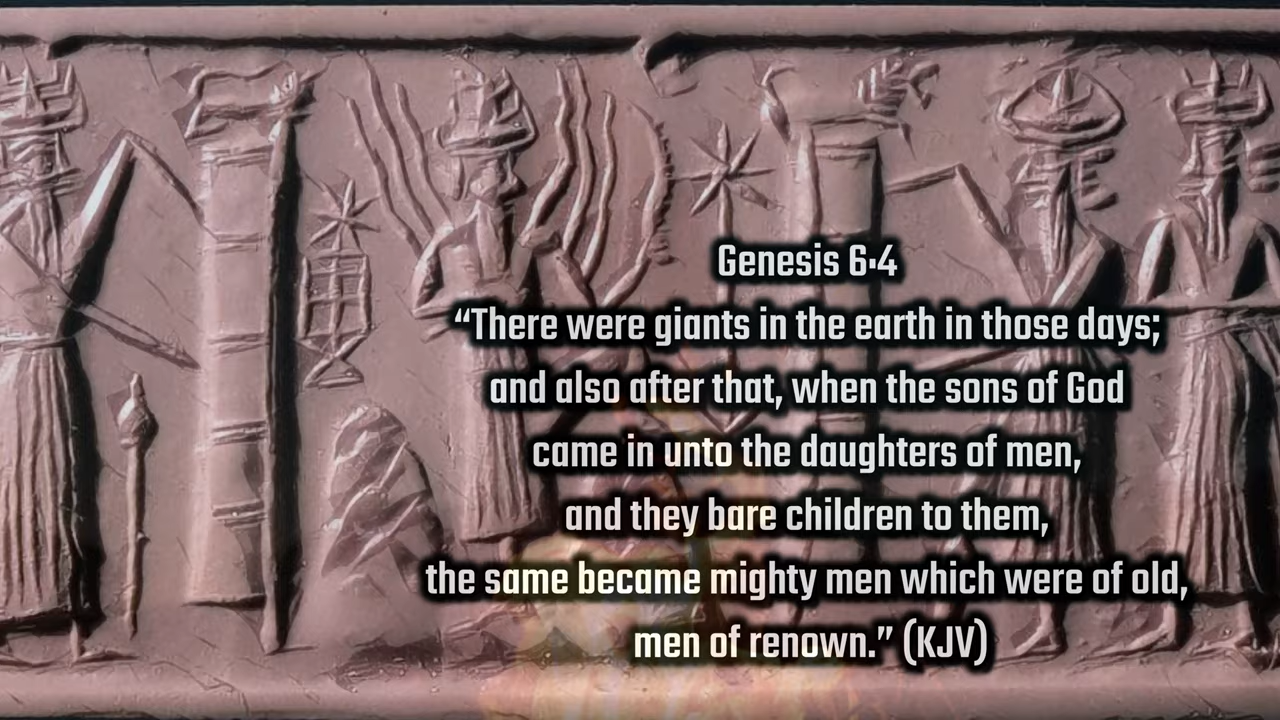 Genesis 6:4
“There were giants in the earth in those days;
and also after that, when the sons of God
came in unto the daughters of men,
and they bare children to them,
the same became mighty men which were of old,
men of renown.” (KJV)